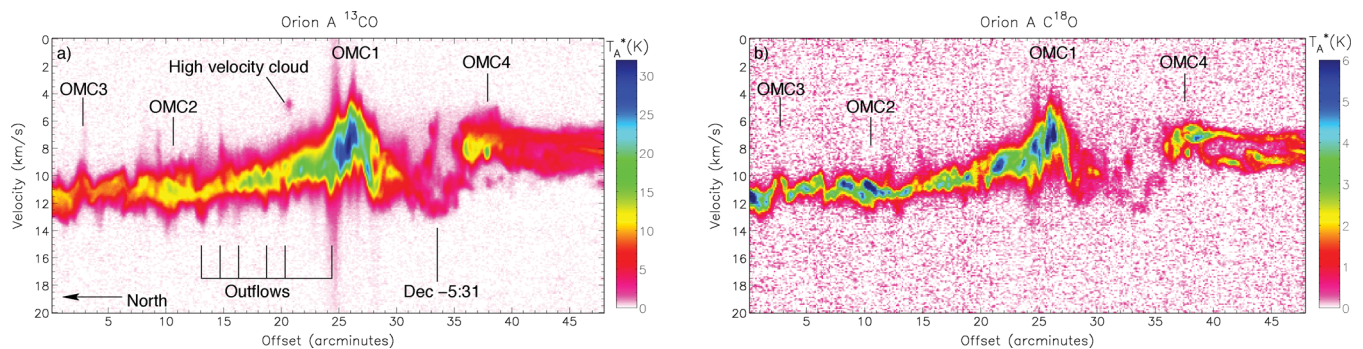 Orion A ¹³CO
a)
T_A*(K)
OMC1
High velocity cloud
OMC4
OMC3
OMC2
Outflows
Dec –5:31
North
0
2
4
6
8
10
12
14
16
18
20
Velocity (km/s)
5 10 15 20 25 30 35 40 45
Offset (arcminutes)
30
25
20
15
10
5
0
Orion A C¹⁸O
b)
T_A*(K)
OMC1
OMC4
OMC3
OMC2
0
2
4
6
8
10
12
14
16
18
20
Velocity (km/s)
5 10 15 20 25 30 35 40 45
Offset (arcminutes)
6
5
4
3
2
1
0